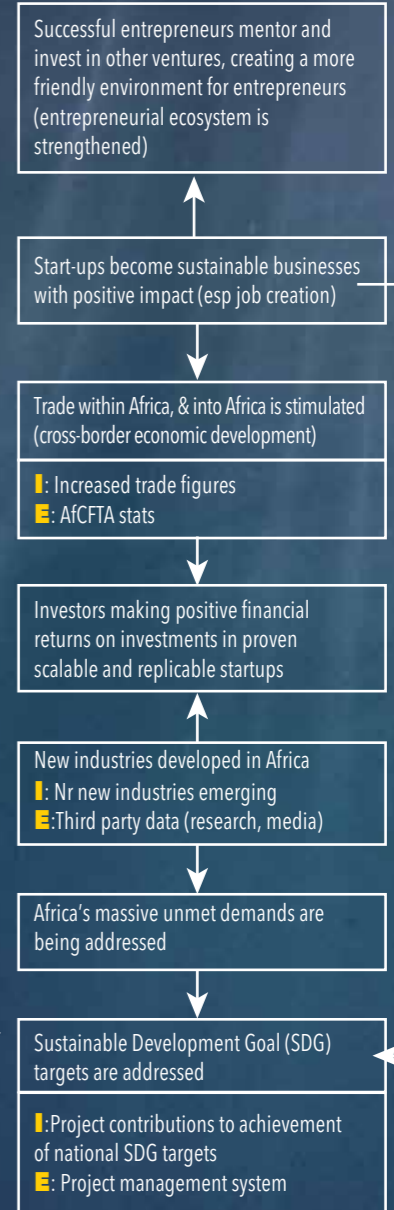 Successful entrepreneurs mentor and
invest in other ventures, creating a more
friendly environment for entrepreneurs
(entrepreneurial ecosystem is
strengthened)
Start-ups become sustainable businesses
with positive impact (esp job creation)
Trade within Africa, & into Africa is stimulated
(cross-border economic development)
I: Increased trade figures
E: AfCFTA stats
Investors making positive financial
returns on investments in proven
scalable and replicable startups
New industries developed in Africa
I: Nr new industries emerging
E:Third party data (research, media)
Africa's massive unmet demands are
being addressed
Sustainable Development Goal (SDG)
targets are addressed
I:Project contributions to achievement
of national SDG targets
E: Project management system